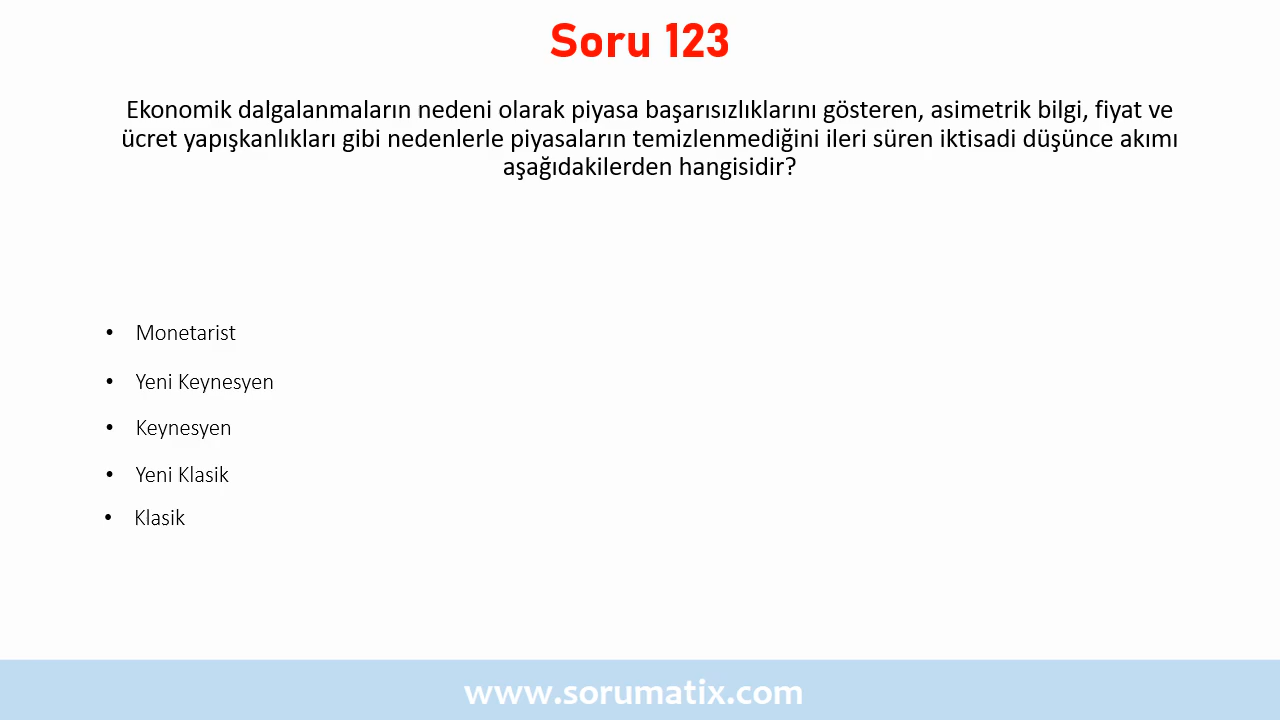 Soru 123
Ekonomik dalgalanmaların nedeni olarak piyasa başarısızlıklarını gösteren, asimetrik bilgi, fiyat ve
ücret yapışkanlıkları gibi nedenlerle piyasaların temizlenmediğini ileri süren iktisadi düşünce akımı
aşağıdakilerden hangisidir?
• Monetarist
• Yeni Keynesyen
• Keynesyen
• Yeni Klasik
• Klasik
www.sorumatix.com